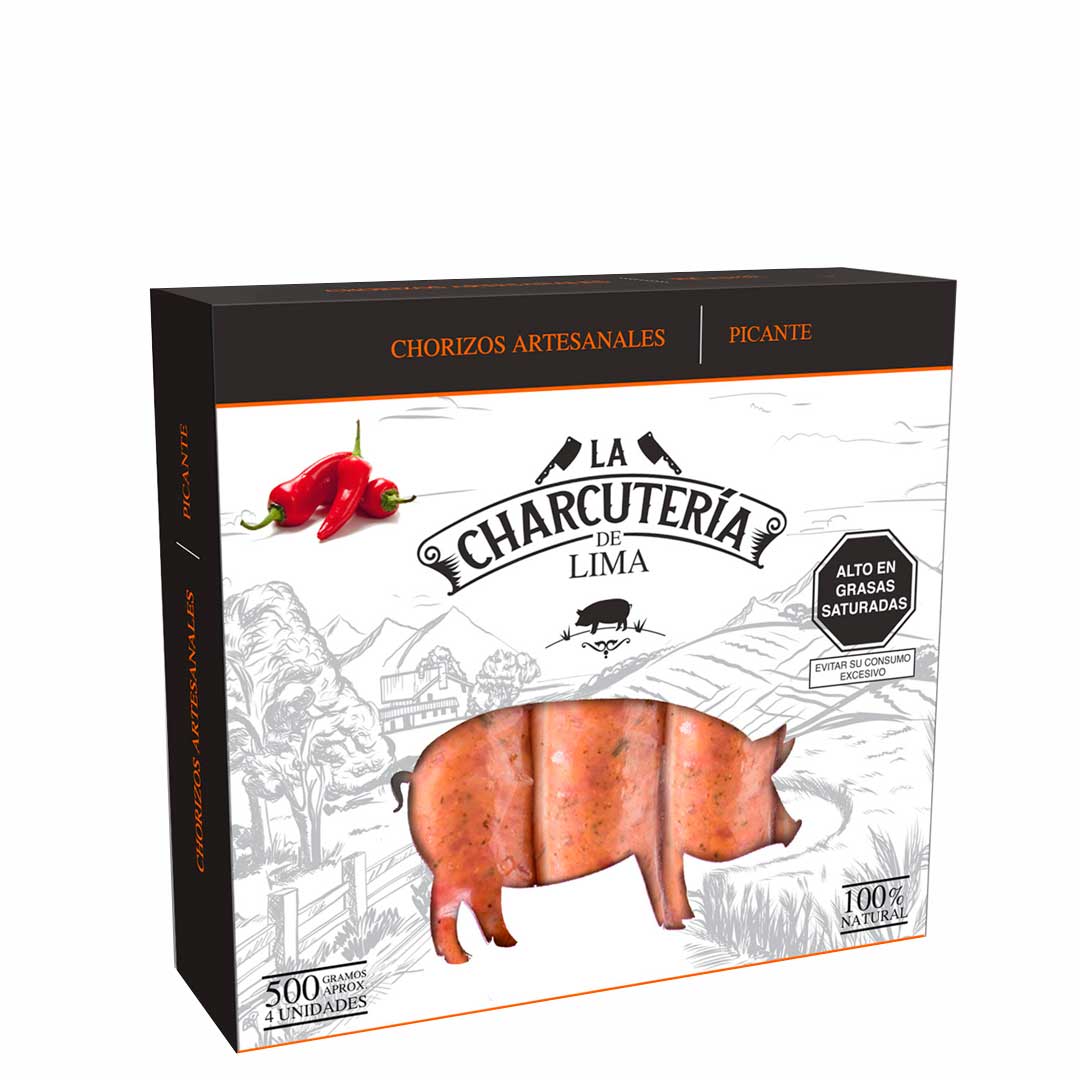 CHORIZOS ARTESANALES | PICANTE
LA
CHARCUTERÍA
DE
LIMA
ALTO EN
GRASAS
SATURADAS
EVITAR SU CONSUMO
EXCESIVO
100%
NATURAL
500 GRAMOS
APROX.
4 UNIDADES
CHORIZOS ARTESANALES / PICANTE